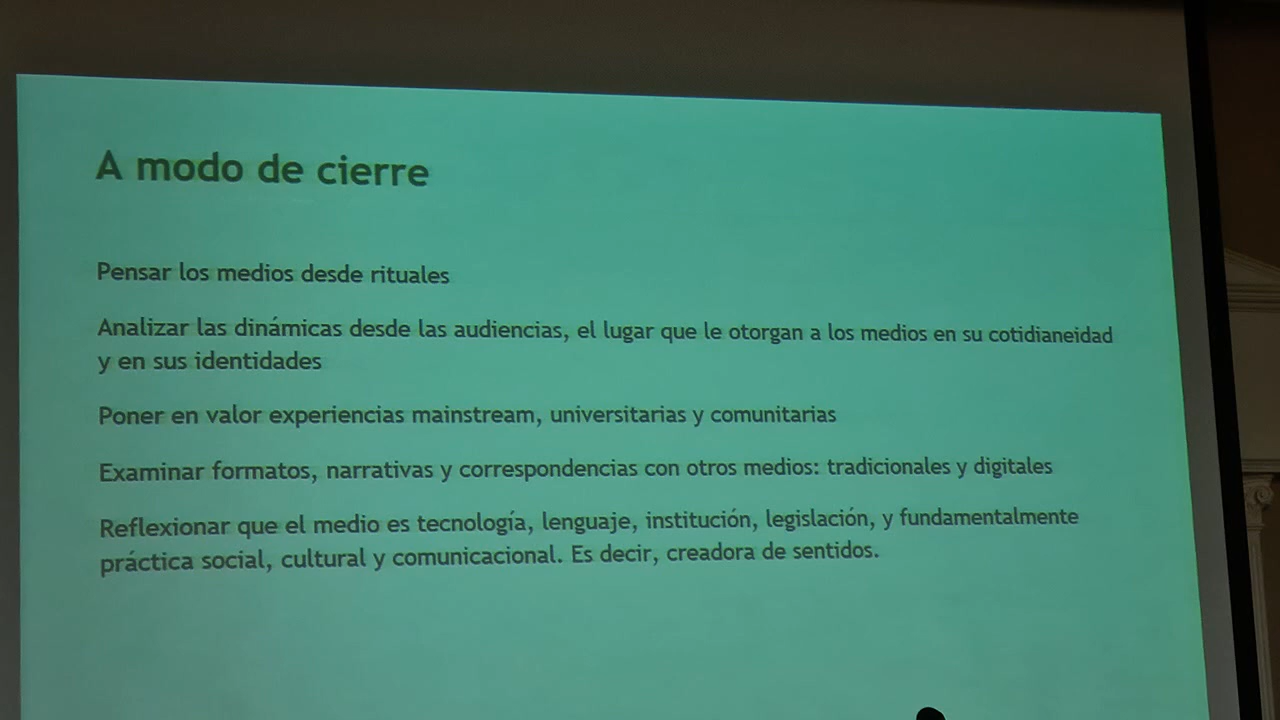 A modo de cierre
Pensar los medios desde rituales
Analizar las dinámicas desde las audiencias, el lugar que le otorgan a los medios en su cotidianeidad
y en sus identidades
Poner en valor experiencias mainstream, universitarias y comunitarias
Examinar formatos, narrativas y correspondencias con otros medios: tradicionales y digitales
Reflexionar que el medio es tecnología, lenguaje, institución, legislación, y fundamentalmente
práctica social, cultural y comunicacional. Es decir, creadora de sentidos.